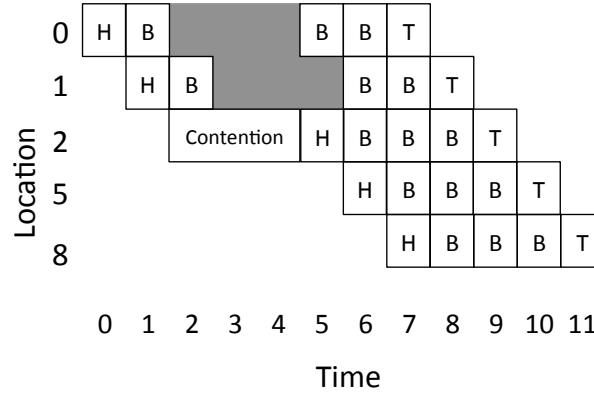 0 H B B B T
1 H B B B T
2 Contention H B B B T
5 H B B B T
8 H B B B T
Location
0 1 2 3 4 5 6 7 8 9 10 11
Time